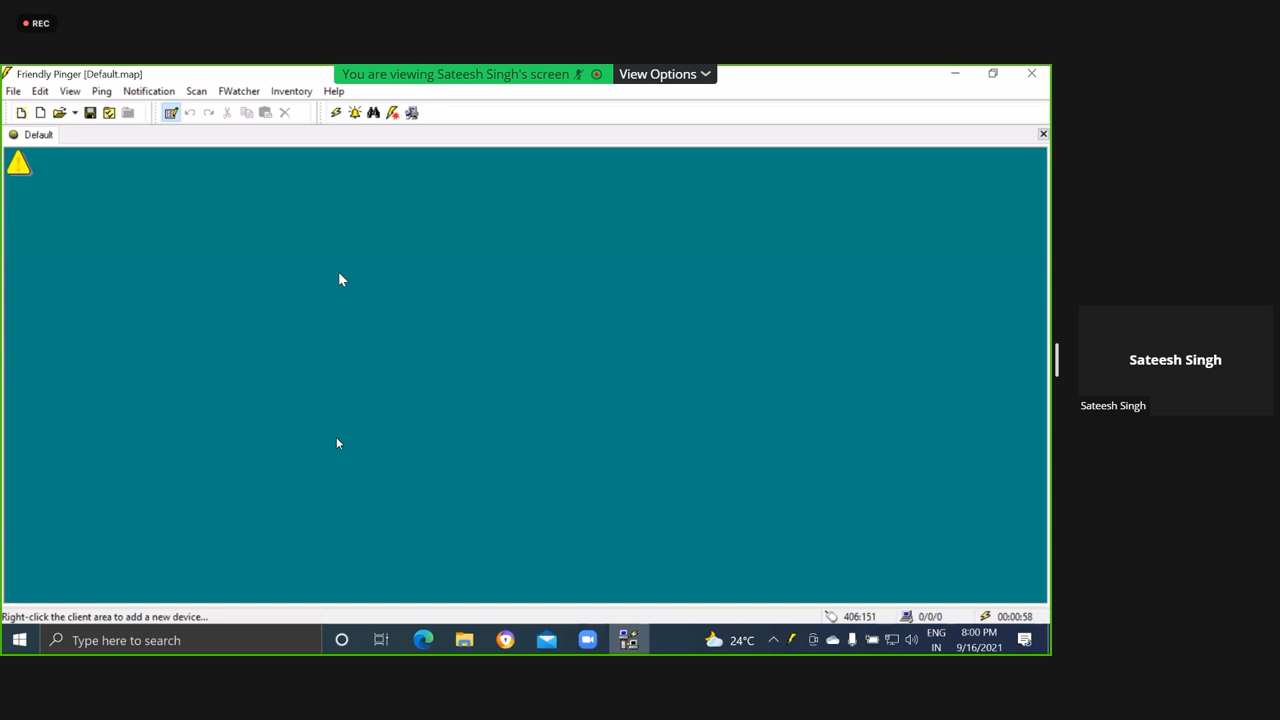 REC
Friendly Pinger [Default.map]
You are viewing Sateesh Singh's screen
View Options
File Edit View Ping Notification Scan FWatcher Inventory Help
Default
Sateesh Singh
Sateesh Singh
Right-click the client area to add a new device...
406:151
0/0/0
00:00:58
Type here to search
24°C
ENG
IN
8:00 PM
9/16/2021